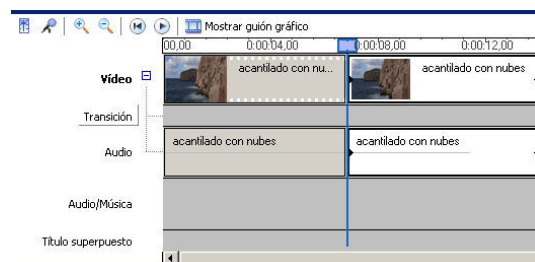 Mostrar guión gráfico
00,00 0:00:04,00 0:00:08,00 0:00:12,00
Vídeo
acantilado con nu... acantilado con nubes
Transición
Audio
acantilado con nubes acantilado con nubes
Audio/Música
Título superpuesto